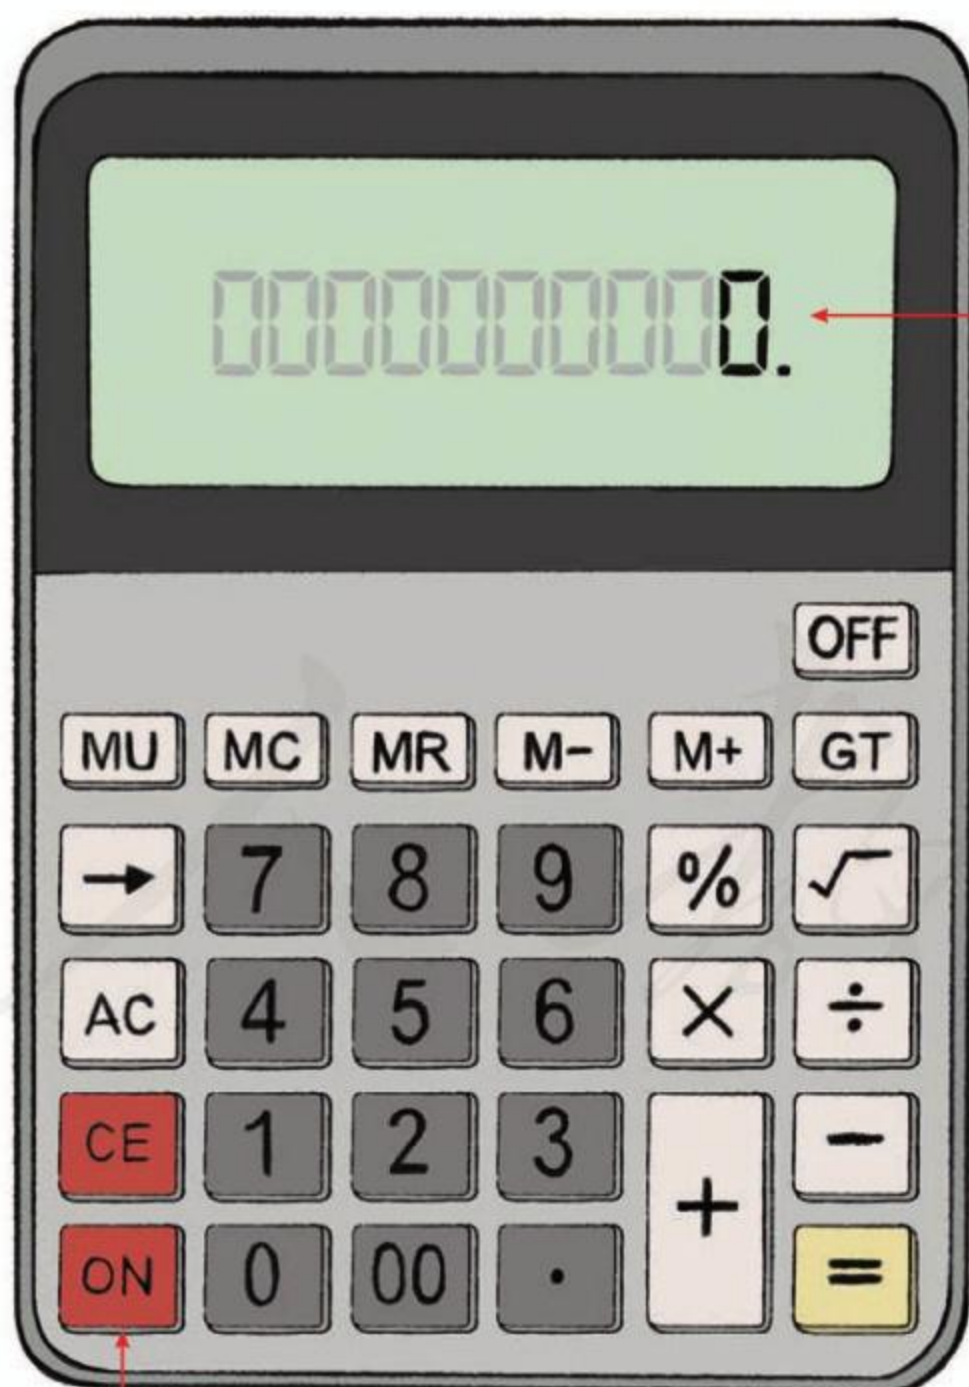 0000000000.
OFF
MU MC MR M− M+ GT
→ 7 8 9 % √
AC 4 5 6 × ÷
CE 1 2 3 + −
ON 0 00 · =